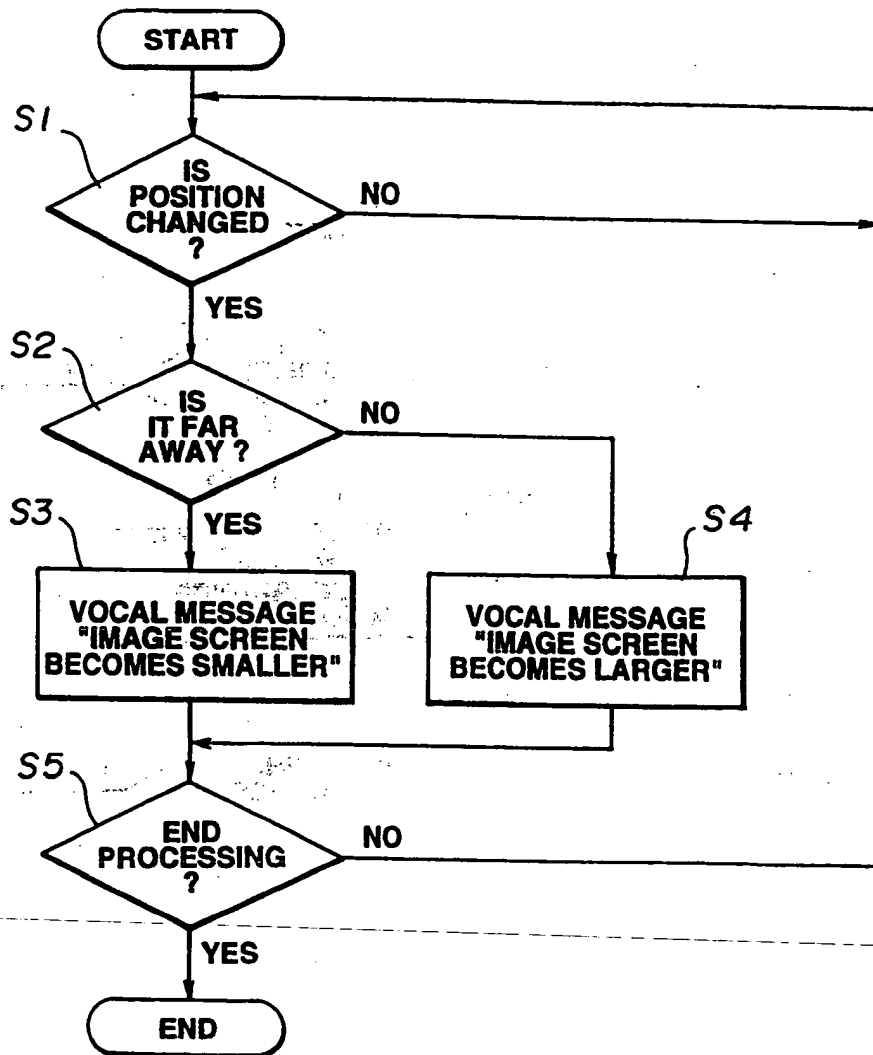 START
S1
IS
POSITION
CHANGED
?
NO
YES
S2
IS
IT FAR
AWAY ?
NO
YES
S3
VOCAL MESSAGE
"IMAGE SCREEN
BECOMES SMALLER"
S4
VOCAL MESSAGE
"IMAGE SCREEN
BECOMES LARGER"
S5
END
PROCESSING
?
NO
YES
END